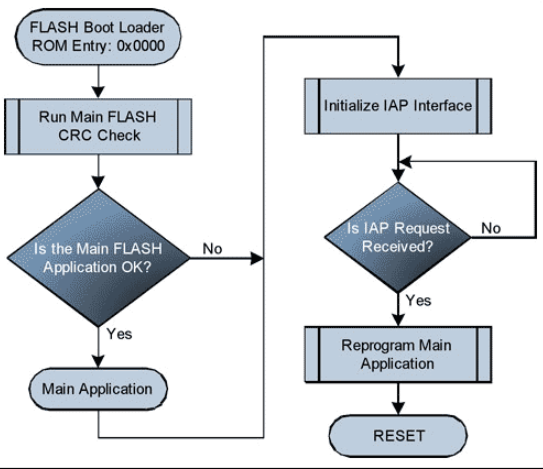 FLASH Boot Loader
ROM Entry: 0x0000
Run Main FLASH
CRC Check
Is the Main FLASH
Application OK?
No
Yes
Main Application
Initialize IAP Interface
Is IAP Request
Received?
No
Yes
Reprogram Main
Application
RESET